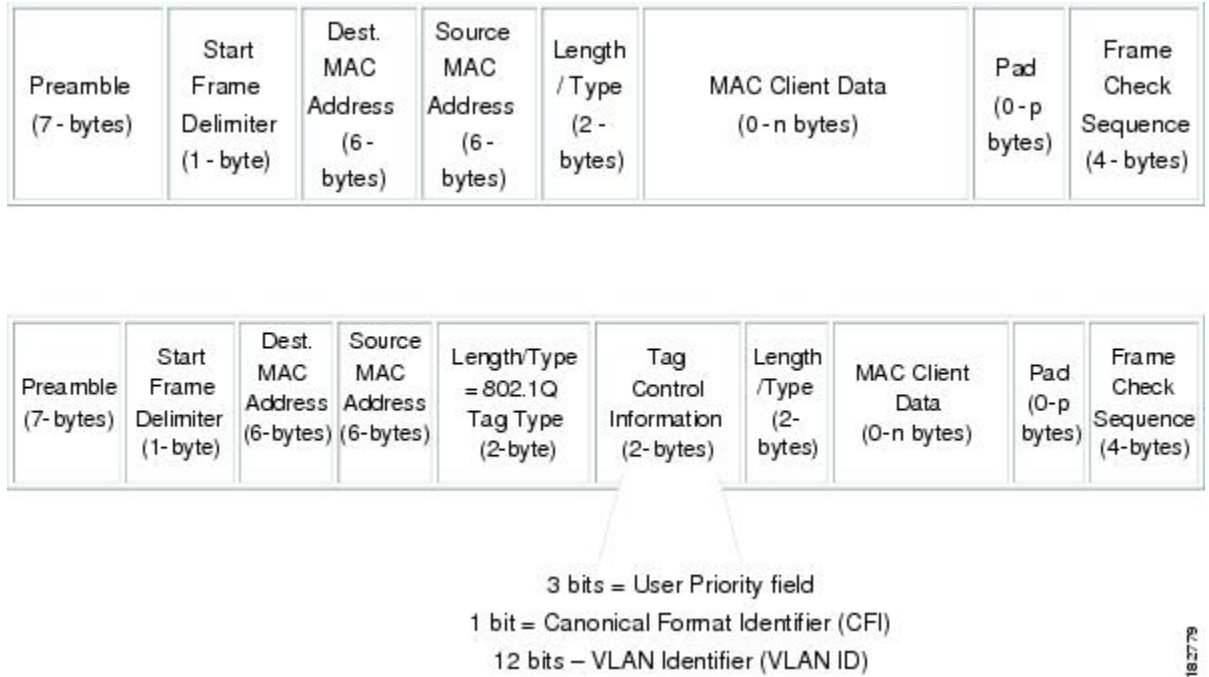 Preamble
(7 - bytes)
Start
Frame
Delimiter
(1 - byte)
Dest.
MAC
Address
(6 -
bytes)
Source
MAC
Address
(6 -
bytes)
Length
/ Type
(2 -
bytes)
MAC Client Data
(0 - n bytes)
Pad
(0 - p
bytes)
Frame
Check
Sequence
(4 - bytes)
Preamble
(7- bytes)
Start
Frame
Delimiter
(1- byte)
Dest.
MAC
Address
(6-bytes)
Source
MAC
Address
(6-bytes)
Length/Type
= 802.1Q
Tag Type
(2-byte)
Tag
Control
Information
(2- bytes)
Length
/Type
(2-
bytes)
MAC Client
Data
(0-n bytes)
Pad
(0-p
bytes)
Frame
Check
Sequence
(4-bytes)
3 bits = User Priority field
1 bit = Canonical Format Identifier (CFI)
12 bits – VLAN Identifier (VLAN ID)
182779